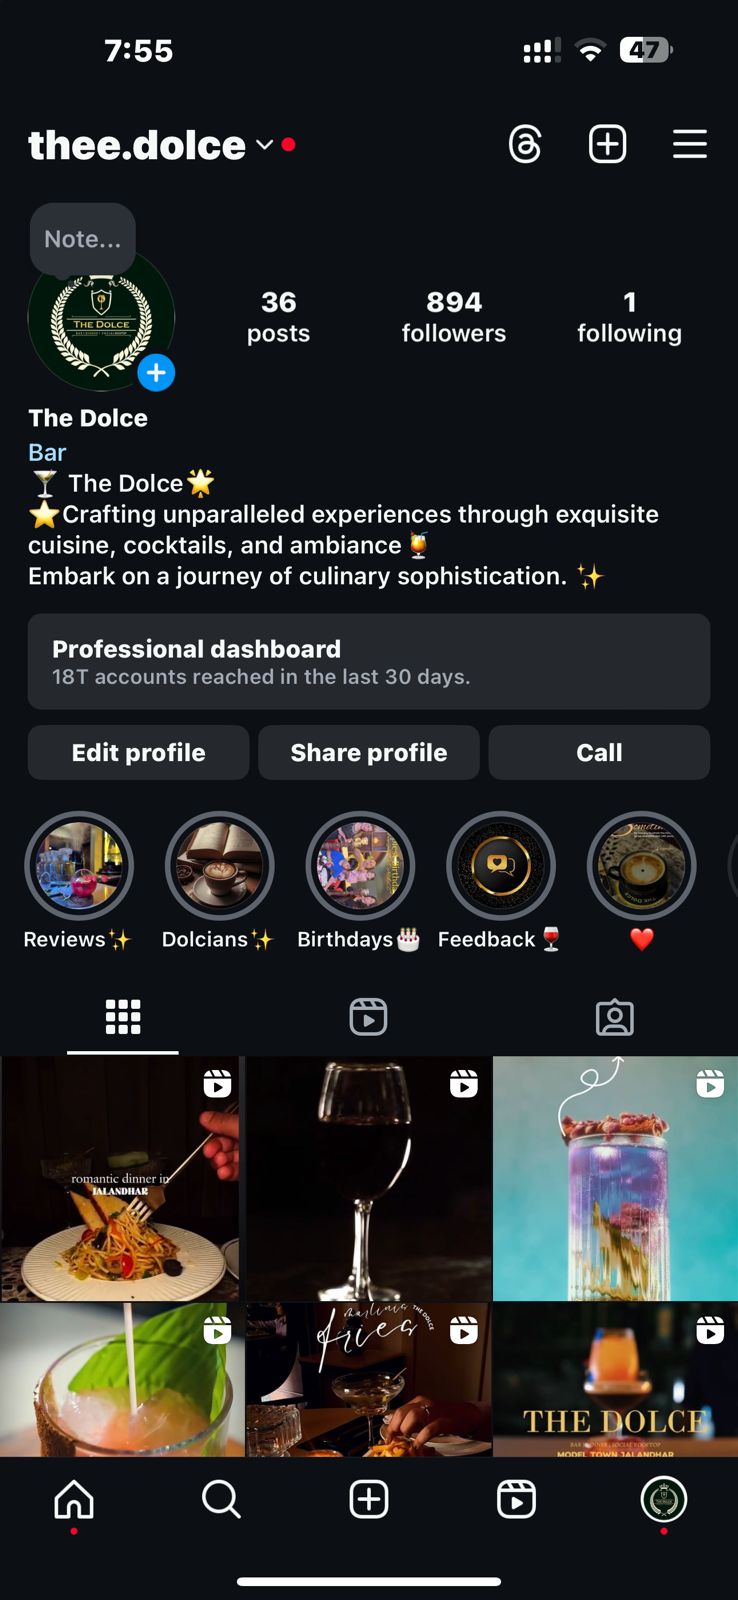 7:55
47
thee.dolce
Note...
THE DOLCE
36
posts
894
followers
1
following
The Dolce
Bar
🍸 The Dolce🌟
⭐Crafting unparalleled experiences through exquisite
cuisine, cocktails, and ambiance🍹
Embark on a journey of culinary sophistication. ✨
Professional dashboard
18T accounts reached in the last 30 days.
Edit profile
Share profile
Call
Reviews✨
Dolcians✨
Birthdays🎂
Feedback🍷
❤️
romantic dinner in
JALANDHAR
fries
THE DOLCE
THE DOLCE
MODEL TOWN JALANDHAR